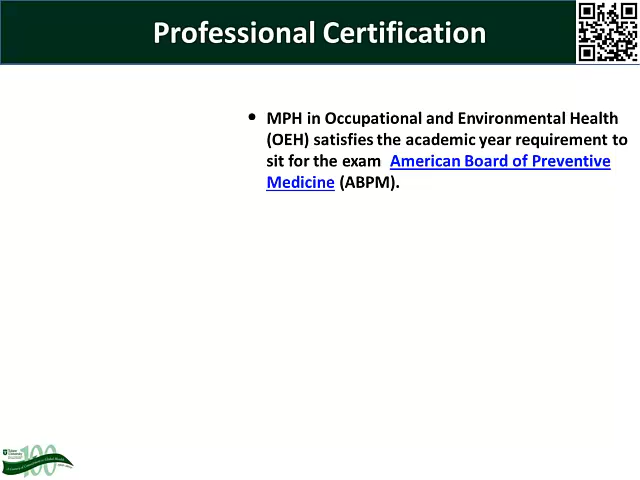 Professional Certification
• MPH in Occupational and Environmental Health
(OEH) satisfies the academic year requirement to
sit for the exam American Board of Preventive
Medicine (ABPM).
100